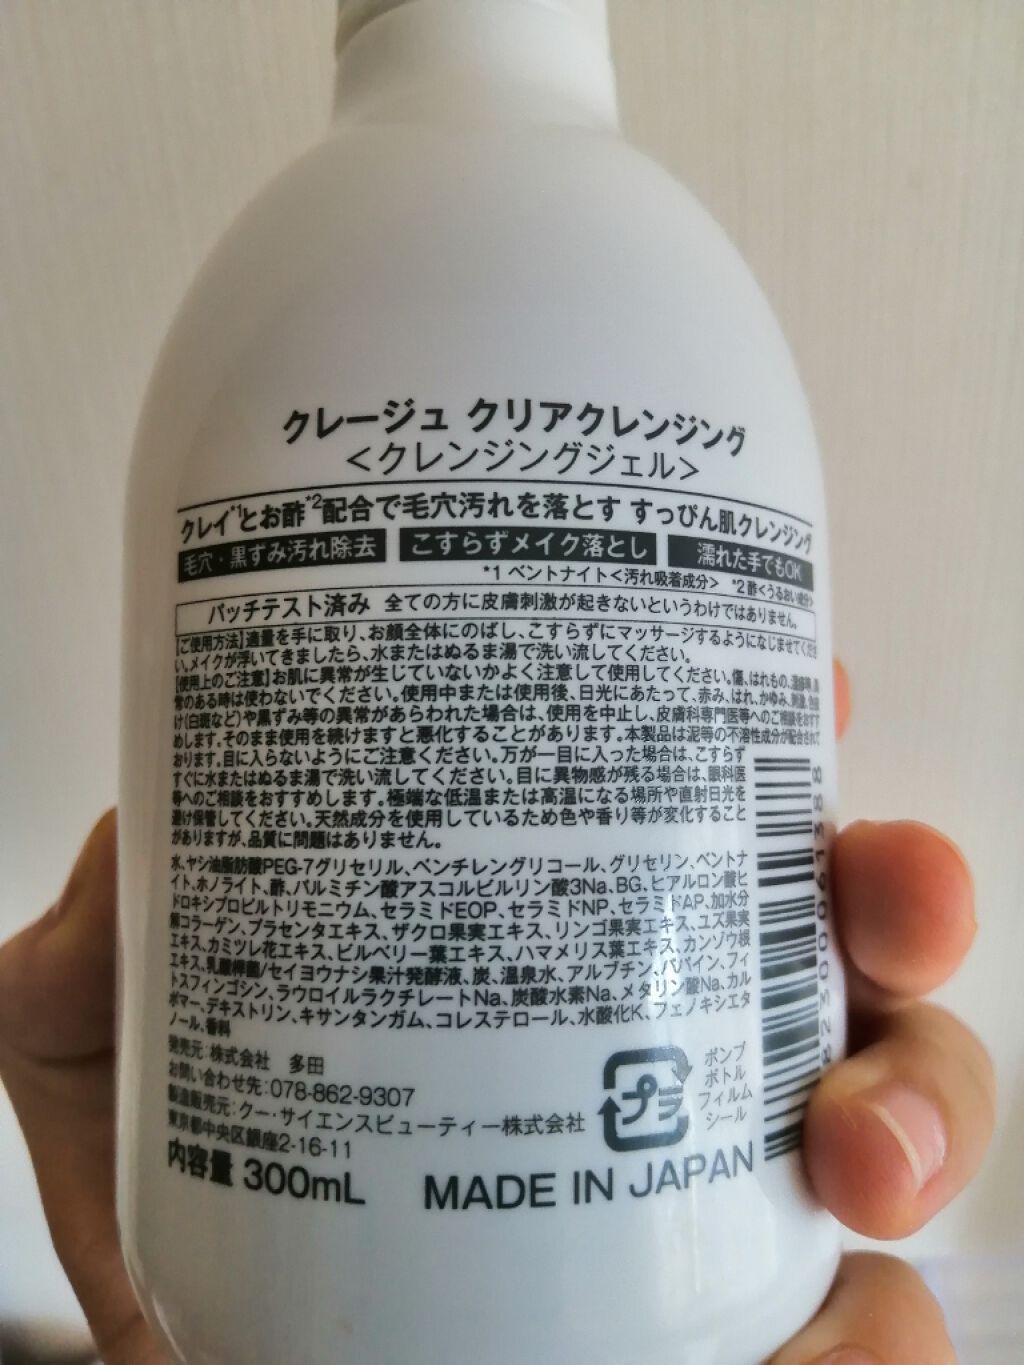 クレージュ クリアクレンジング
＜クレンジングジェル＞
クレイ*1とお酢*2配合で毛穴汚れを落とす すっぴん肌クレンジング
毛穴・黒ずみ汚れ除去 こすらずメイク落とし 濡れた手でもOK
*1 ベントナイト＜汚れ吸着成分＞ *2 酢＜うるおい成分＞
パッチテスト済み 全ての方に皮膚刺激が起きないというわけではありません。
【ご使用方法】適量を手に取り、お顔全体にのばし、こすらずにマッサージするようになじませてくださ
い。メイクが浮いてきましたら、水またはぬるま湯で洗い流してください。
【使用上のご注意】お肌に異常が生じていないかよく注意して使用してください。傷、はれもの、湿疹等、異
常のある時は使わないでください。使用中または使用後、日光にあたって、赤み、はれ、かゆみ、刺激、色抜
け(白斑など)や黒ずみ等の異常があらわれた場合は、使用を中止し、皮膚科専門医等へのご相談をおすす
めします。そのまま使用を続けますと悪化することがあります。本製品は泥等の不溶性成分が配合されて
おります。目に入らないようにご注意ください。万が一目に入った場合は、こすらず
すぐに水またはぬるま湯で洗い流してください。目に異物感が残る場合は、眼科医
等へのご相談をおすすめします。極端な低温または高温になる場所や直射日光を
避け保管してください。天然成分を使用しているため色や香り等が変化すること
がありますが、品質に問題はありません。
水、ヤシ油脂肪酸PEG-7グリセリル、ペンチレングリコール、グリセリン、ベントナ
イト、ホノライト、酢、パルミチン酸アスコルビルリン酸3Na、BG、ヒアルロン酸ヒ
ドロキシプロピルトリモニウム、セラミドEOP、セラミドNP、セラミドAP、加水分
解コラーゲン、プラセンタエキス、ザクロ果実エキス、リンゴ果実エキス、ユズ果実
エキス、カミツレ花エキス、ビルベリー葉エキス、ハマメリス葉エキス、カンゾウ根
エキス、乳酸桿菌/セイヨウナシ果汁発酵液、炭、温泉水、アルブチン、パパイン、フィ
トスフィンゴシン、ラウロイルラクチレートNa、炭酸水素Na、メタリン酸Na、カル
ボマー、デキストリン、キサンタンガム、コレステロール、水酸化K、フェノキシエタ
ノール、香料
発売元：株式会社 多田
お問い合わせ先：078-862-9307
製造販売元：クー・サイエンスビューティー株式会社
東京都中央区銀座2-16-11
内容量 300mL
プラ
ポンプ
ボトル
フィルム
シール
MADE IN JAPAN